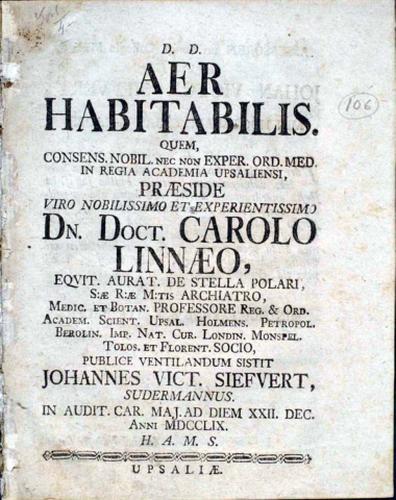 D. D.
AER
HABITABILIS.
QUEM,
CONSENS. NOBIL. NEC NON EXPER. ORD. MED.
IN REGIA ACADEMIA UPSALIENSI,
PRÆSIDE
VIRO NOBILISSIMO ET EXPERIENTISSIMO
DN. DOCT. CAROLO
LINNÆO,
EQVIT. AURAT. DE STELLA POLARI,
S:Æ R:Æ M:TIS ARCHIATRO,
MEDIC. ET BOTAN. PROFESSORE REG. & ORD.
ACADEM. SCIENT. UPSAL. HOLMENS. PETROPOL.
BEROLIN. IMP. NAT. CUR. LONDIN. MONSPEL.
TOLOS. ET FLORENT. SOCIO,
PUBLICE VENTILANDUM SISTIT
JOHANNES VICT. SIEFVERT,
SUDERMANNUS.
IN AUDIT. CAR. MAJ. AD DIEM XXII. DEC.
ANNI MDCCLIX.
H. A. M. S.
UPSALIÆ.
106